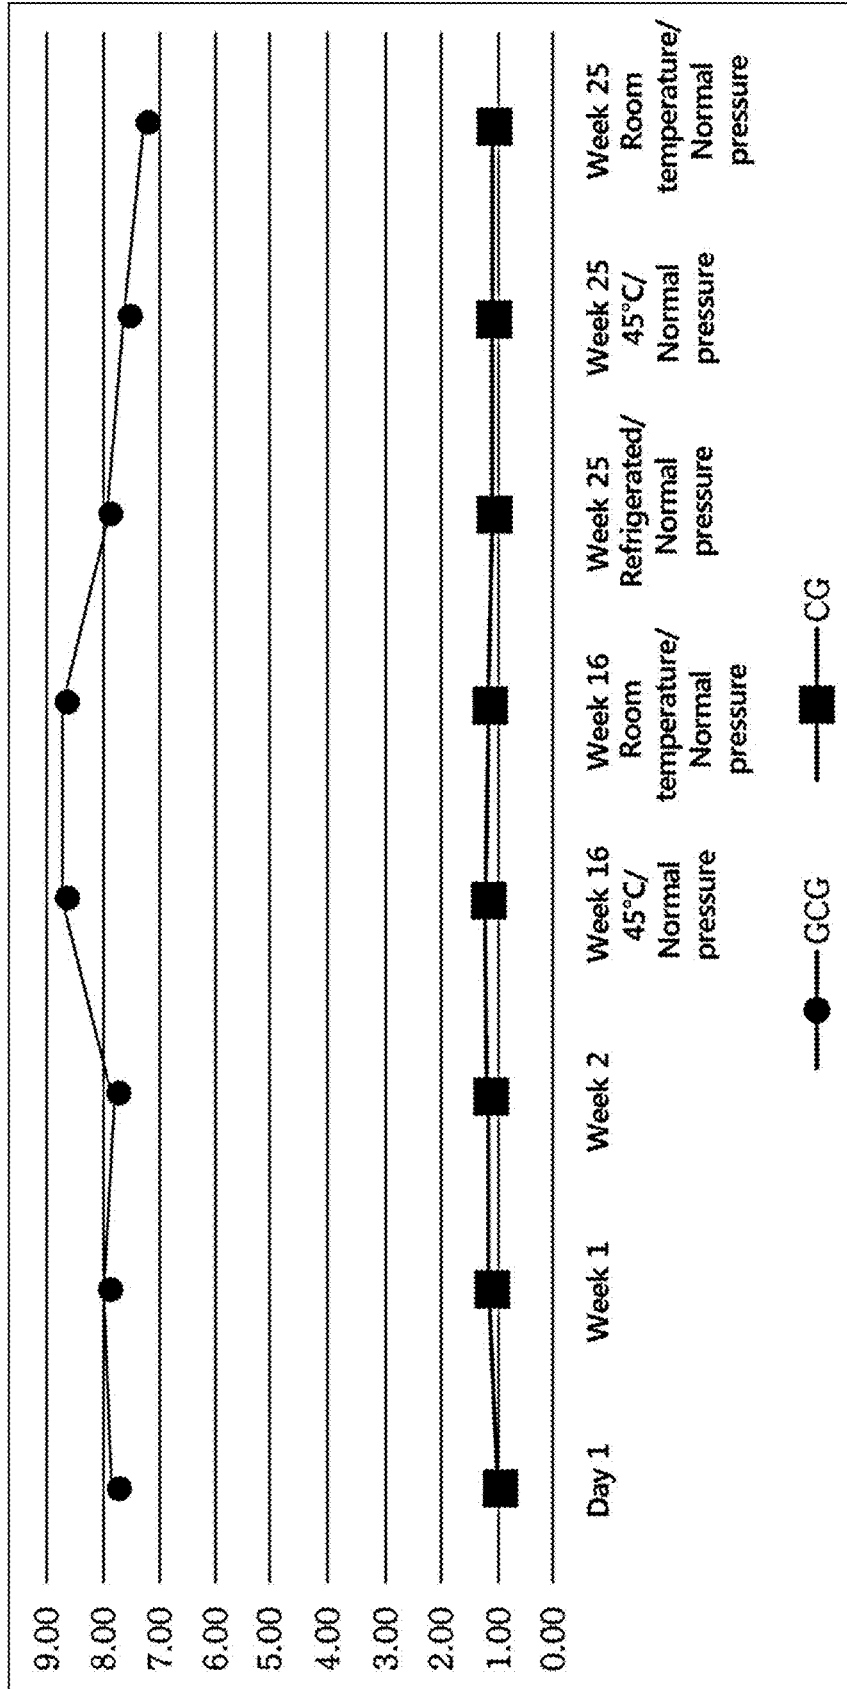 9.00
8.00
7.00
6.00
5.00
4.00
3.00
2.00
1.00
0.00
Day 1
Week 1
Week 2
Week 16
45°C/
Normal
pressure
Week 16
Room
temperature/
Normal
pressure
Week 25
Refrigerated/
Normal
pressure
Week 25
45°C/
Normal
pressure
Week 25
Room
temperature/
Normal
pressure
GCG
CG